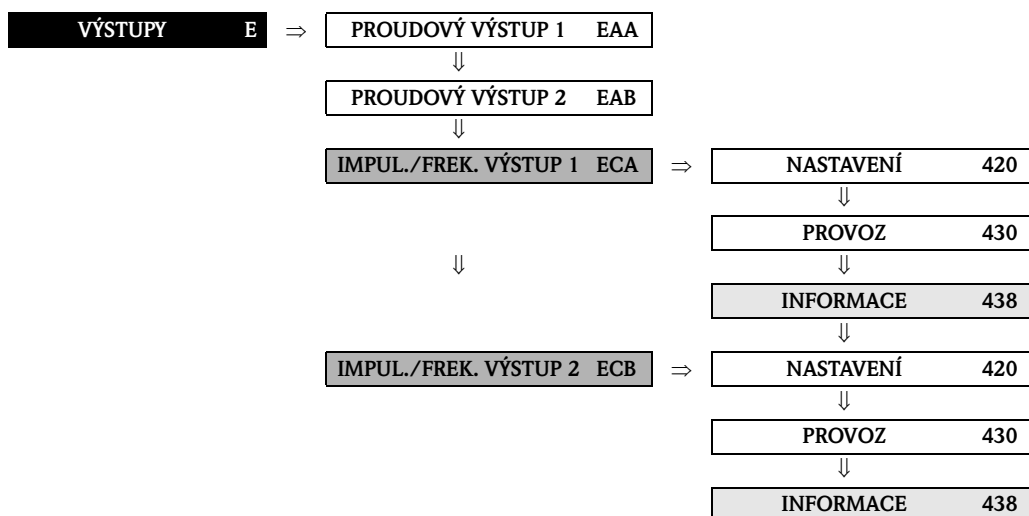 VÝSTUPY E ⇒ PROUDOVÝ VÝSTUP 1 EAA
⇓
PROUDOVÝ VÝSTUP 2 EAB
⇓
IMPUL./FREK. VÝSTUP 1 ECA ⇒ NASTAVENÍ 420
⇓
PROVOZ 430
⇓ ⇓
INFORMACE 438
⇓
IMPUL./FREK. VÝSTUP 2 ECB ⇒ NASTAVENÍ 420
⇓
PROVOZ 430
⇓
INFORMACE 438